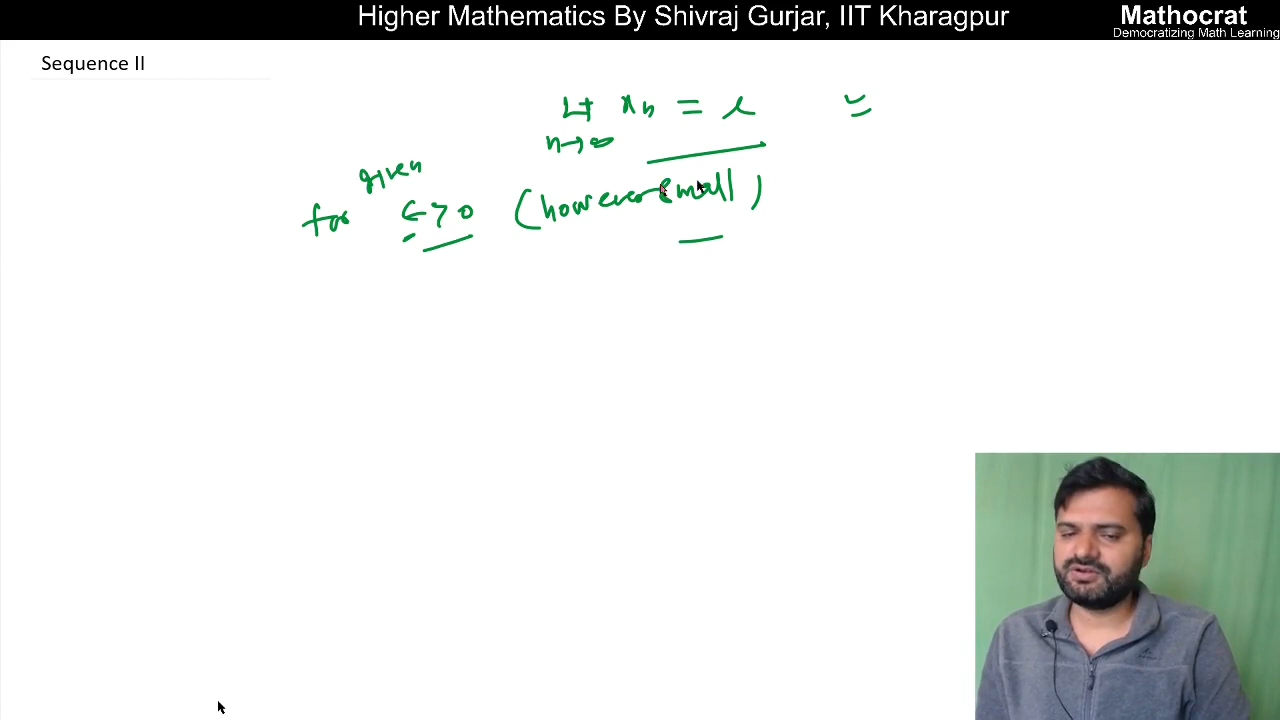 Higher Mathematics By Shivraj Gurjar, IIT Kharagpur
Mathocrat
Democratizing Math Learning
Sequence II
Lt xn = l
n→∞
given
for ϵ>0 (however small)